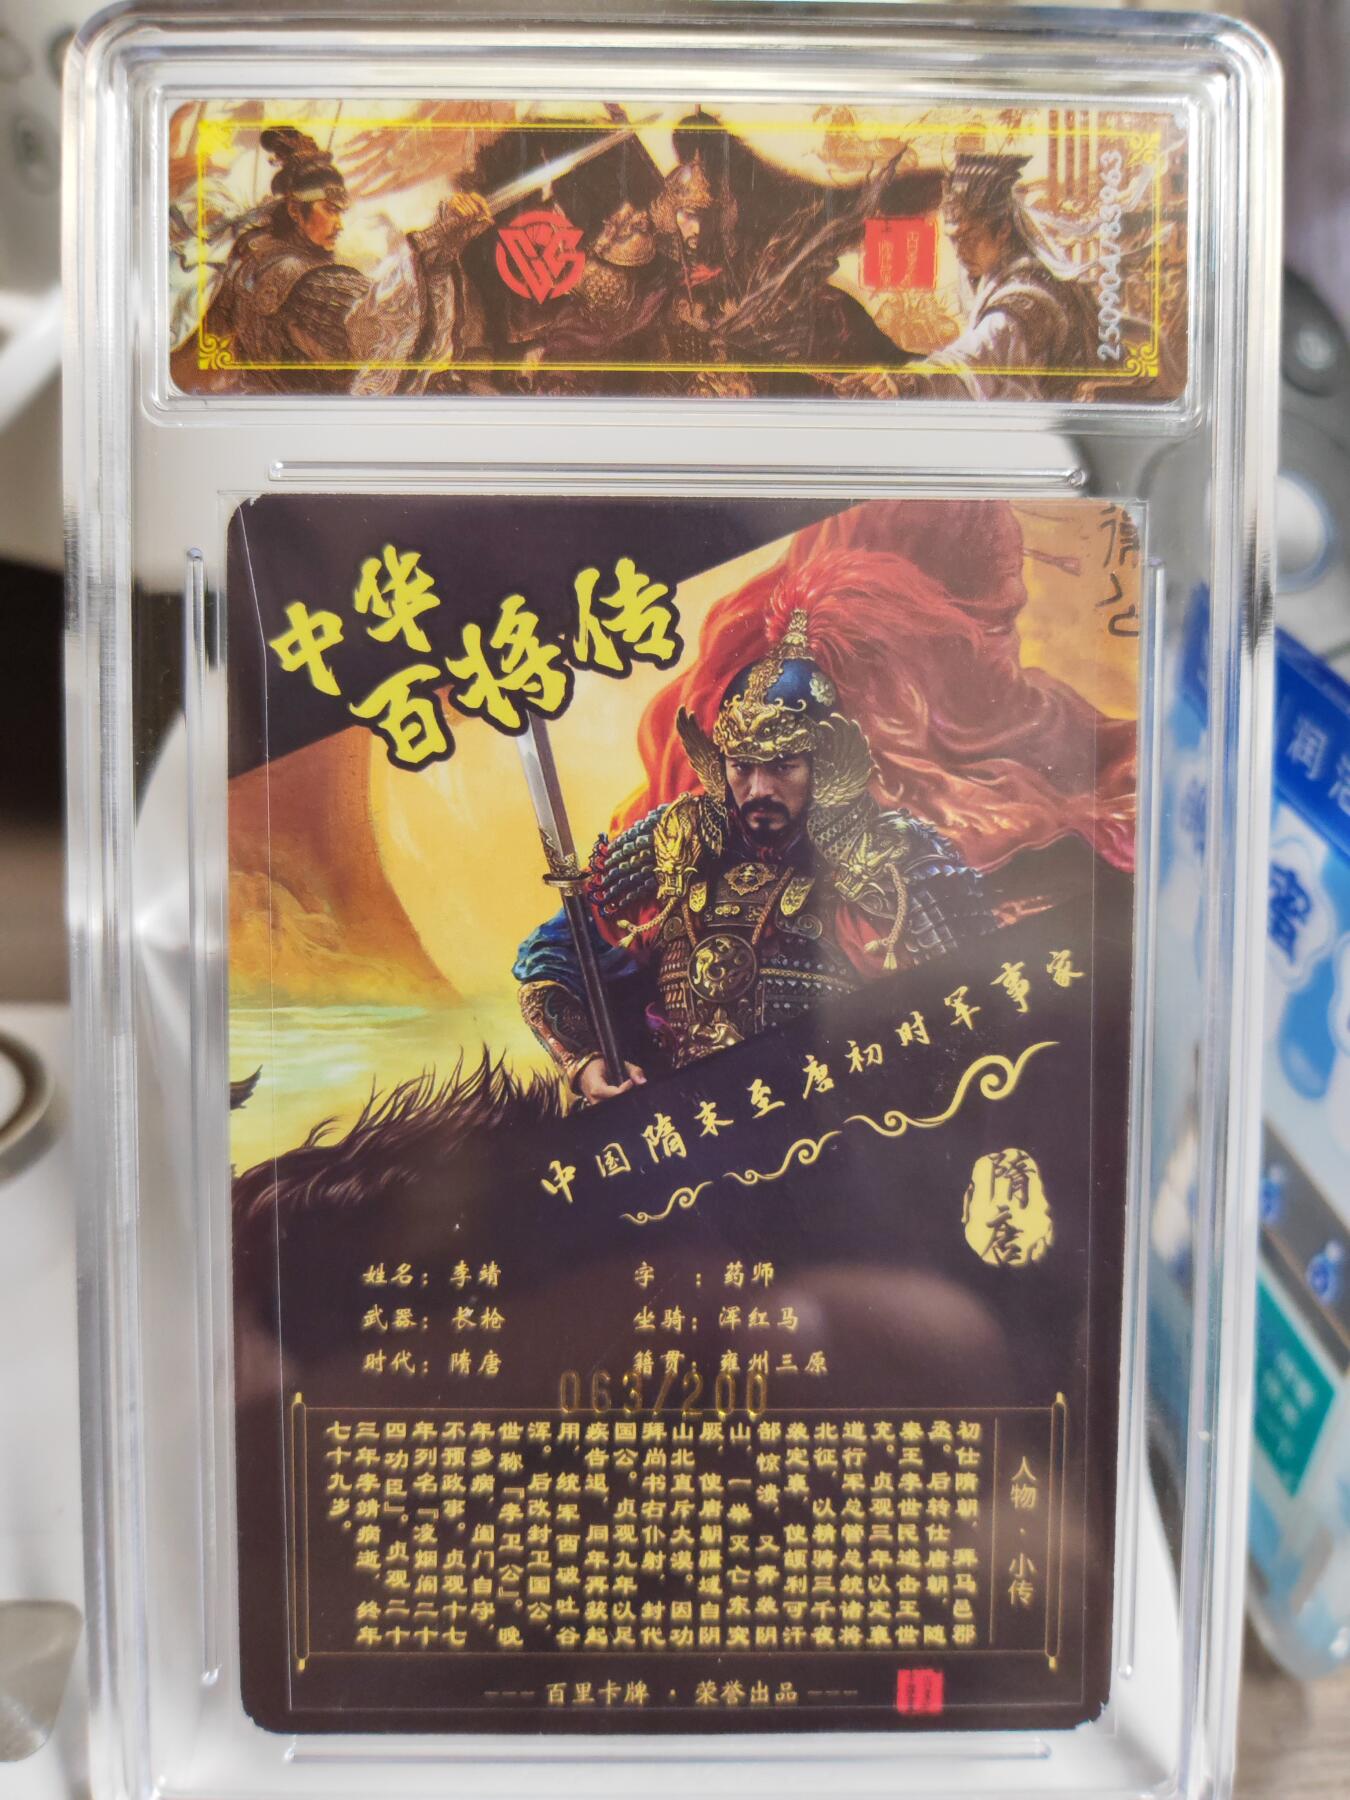 250904/83963
中华
百将传
中国隋末至唐初时军事家
隋唐
姓名：李靖
字：药师
武器：长枪
坐骑：浑红马
时代：隋唐
籍贯：雍州三原
063/200
人物·小传
初仕隋朝，拜马邑郡
丞。后转仕唐朝，随
秦王李世民进击王世
充。贞观三年以定襄
道行军总管总统诸将
北征，以精骑三千夜
袭定襄，使颉利可汗
部惊溃，又奔袭阴
山，一举灭亡东突
厥，使唐朝疆域自阴
山北直斥大漠。因功
拜尚书右仆射，封代
国公。贞观九年以足
疾告退，同年再获起
用，统军西破吐谷
浑。后改封卫国公，
世称『李卫公』。晚
年多病，阖门自守，
不预政事。贞观十七
年列名『凌烟阁二十
四功臣』。贞观二十
三年李靖病逝，终年
七十九岁。
---百里卡牌 · 荣誉出品---
蜜